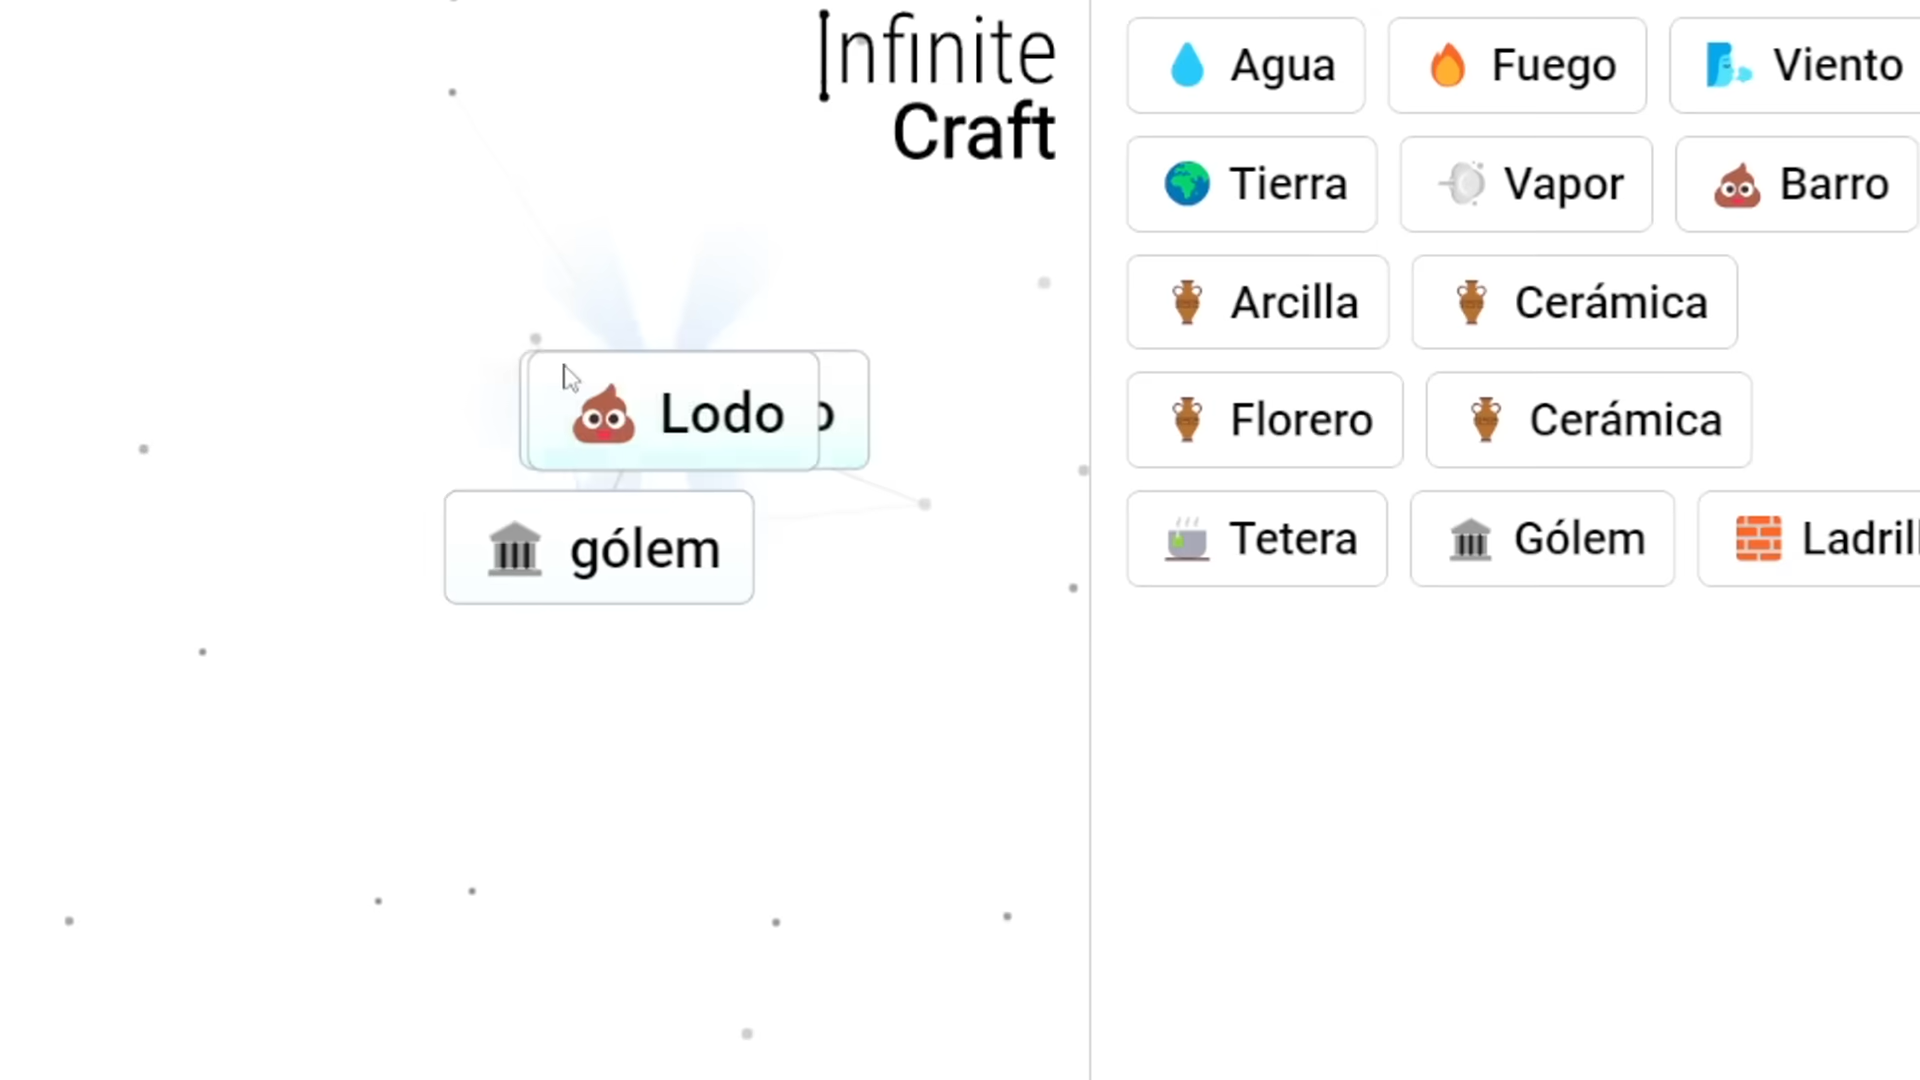 Infinite
Craft
Agua Fuego Viento
Tierra Vapor Barro
Arcilla Cerámica
Lodo o
Florero Cerámica
gólem
Tetera Gólem